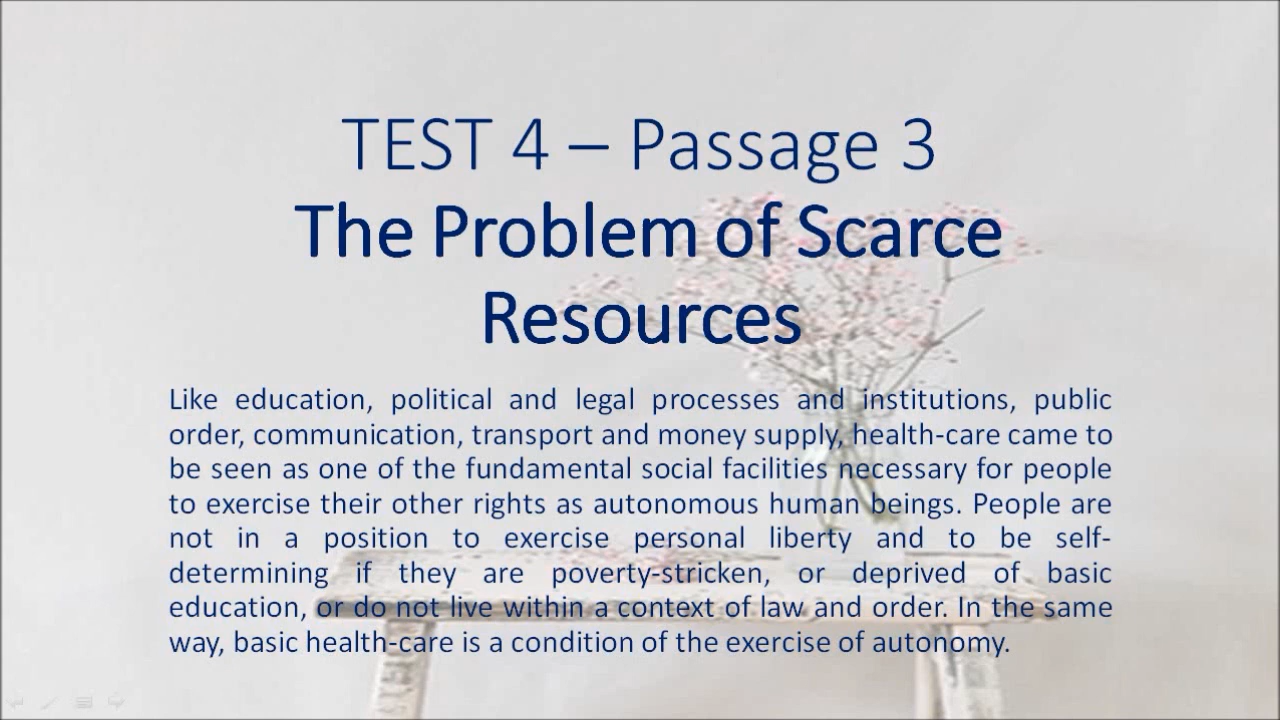 TEST 4 – Passage 3
The Problem of Scarce
Resources
Like education, political and legal processes and institutions, public
order, communication, transport and money supply, health-care came to
be seen as one of the fundamental social facilities necessary for people
to exercise their other rights as autonomous human beings. People are
not in a position to exercise personal liberty and to be self-
determining if they are poverty-stricken, or deprived of basic
education, or do not live within a context of law and order. In the same
way, basic health-care is a condition of the exercise of autonomy.